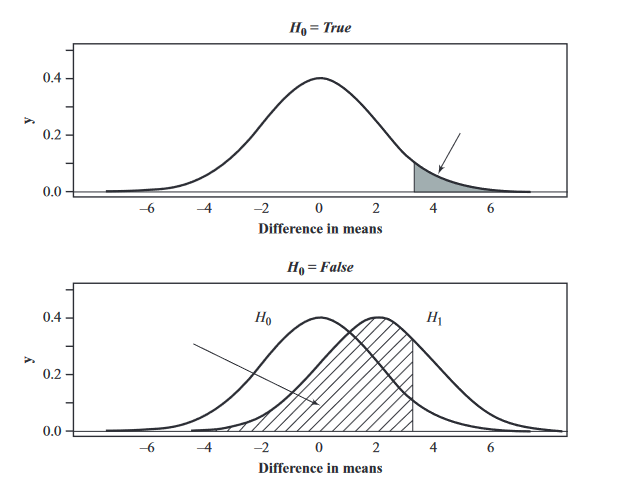 H₀ = True
0.4
0.2
0.0
y
–6 –4 –2 0 2 4 6
Difference in means
H₀ = False
H₀ H₁
0.4
0.2
0.0
y
–6 –4 –2 0 2 4 6
Difference in means